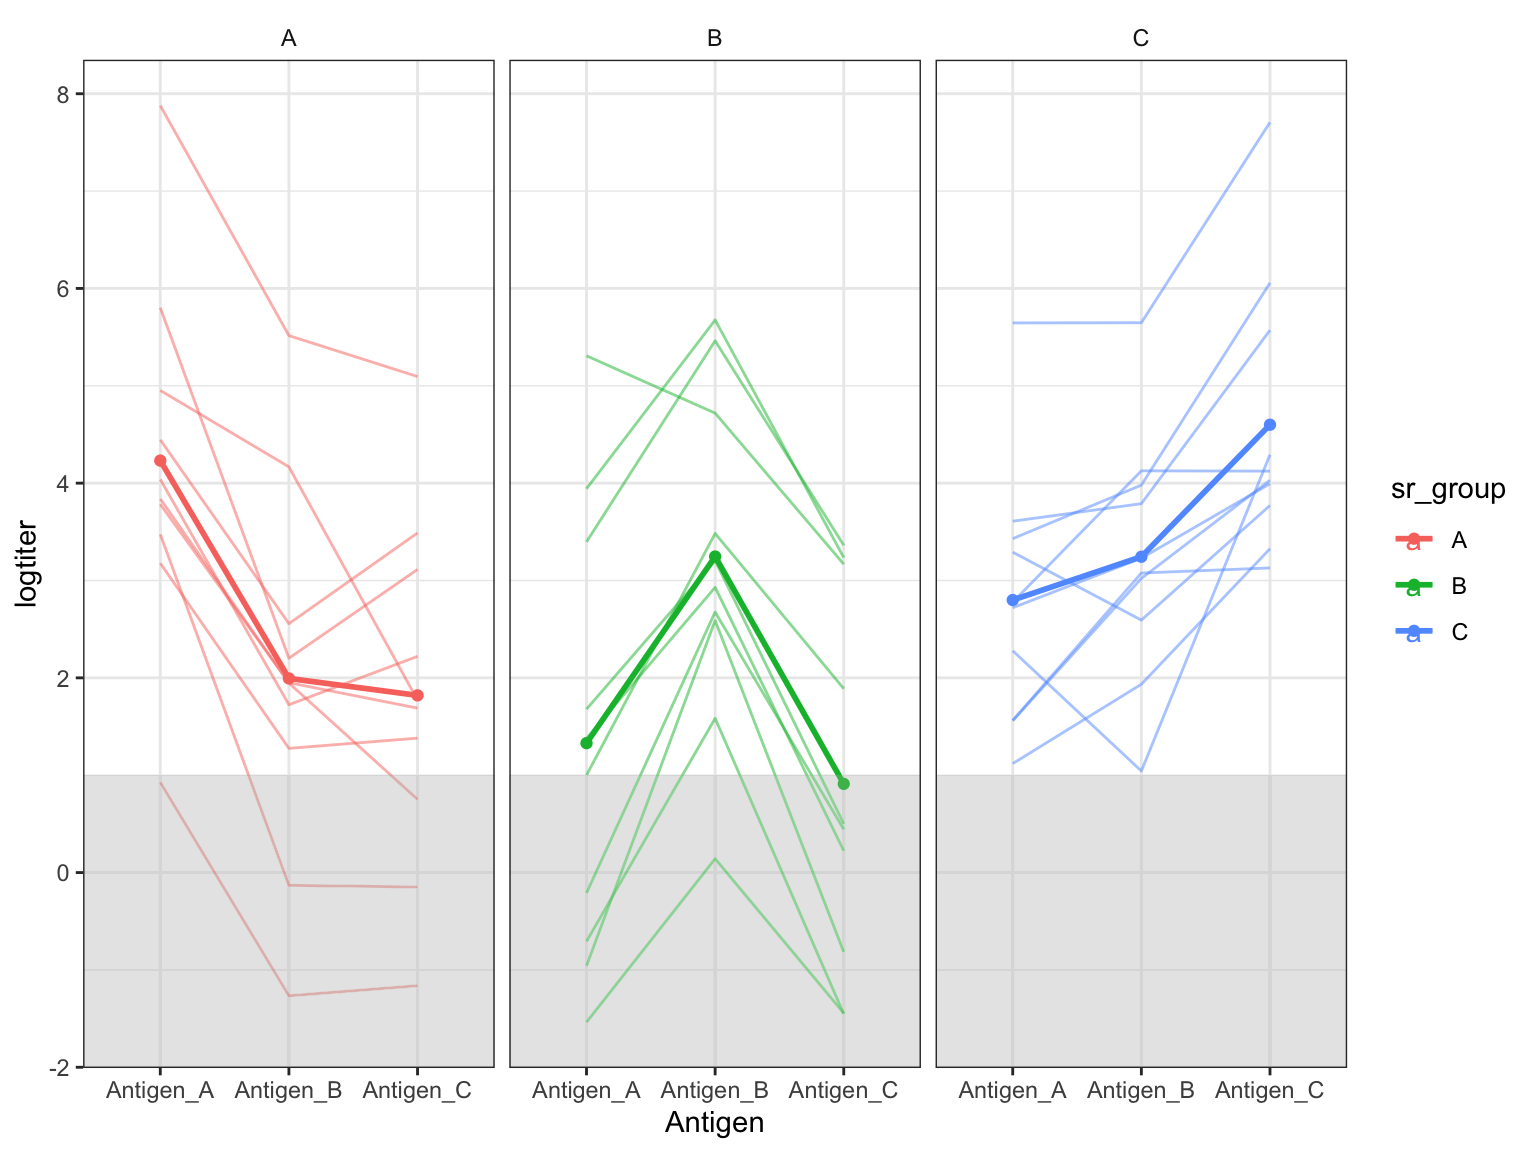 A B C
8
6
4
2
0
-2
logtiter
Antigen_A Antigen_B Antigen_C Antigen_A Antigen_B Antigen_C Antigen_A Antigen_B Antigen_C
Antigen
sr_group
a A
a B
a C